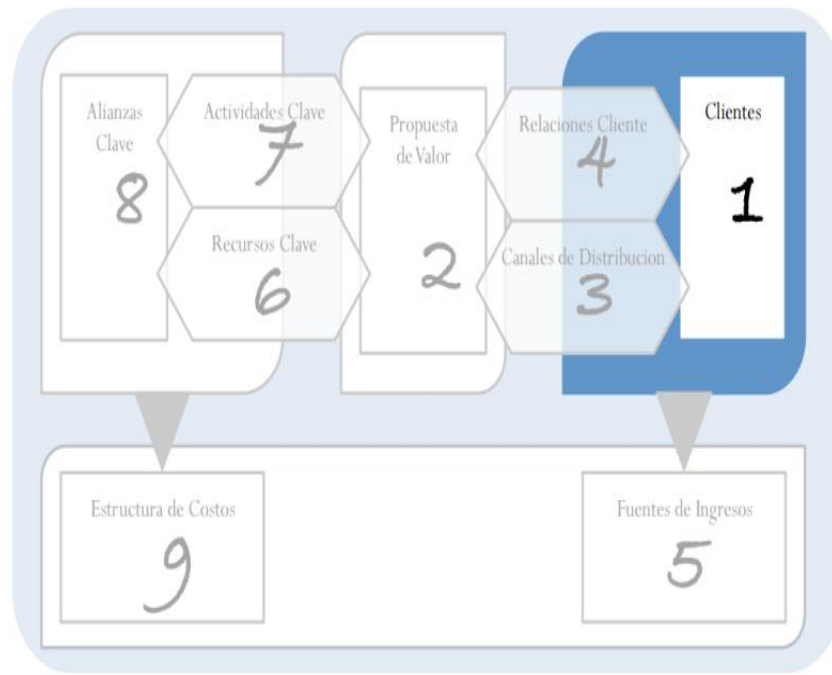 Alianzas
Clave
8
Actividades Clave
7
Recursos Clave
6
Propuesta
de Valor
2
Relaciones Cliente
4
Canales de Distribucion
3
Clientes
1
Estructura de Costos
9
Fuentes de Ingresos
5